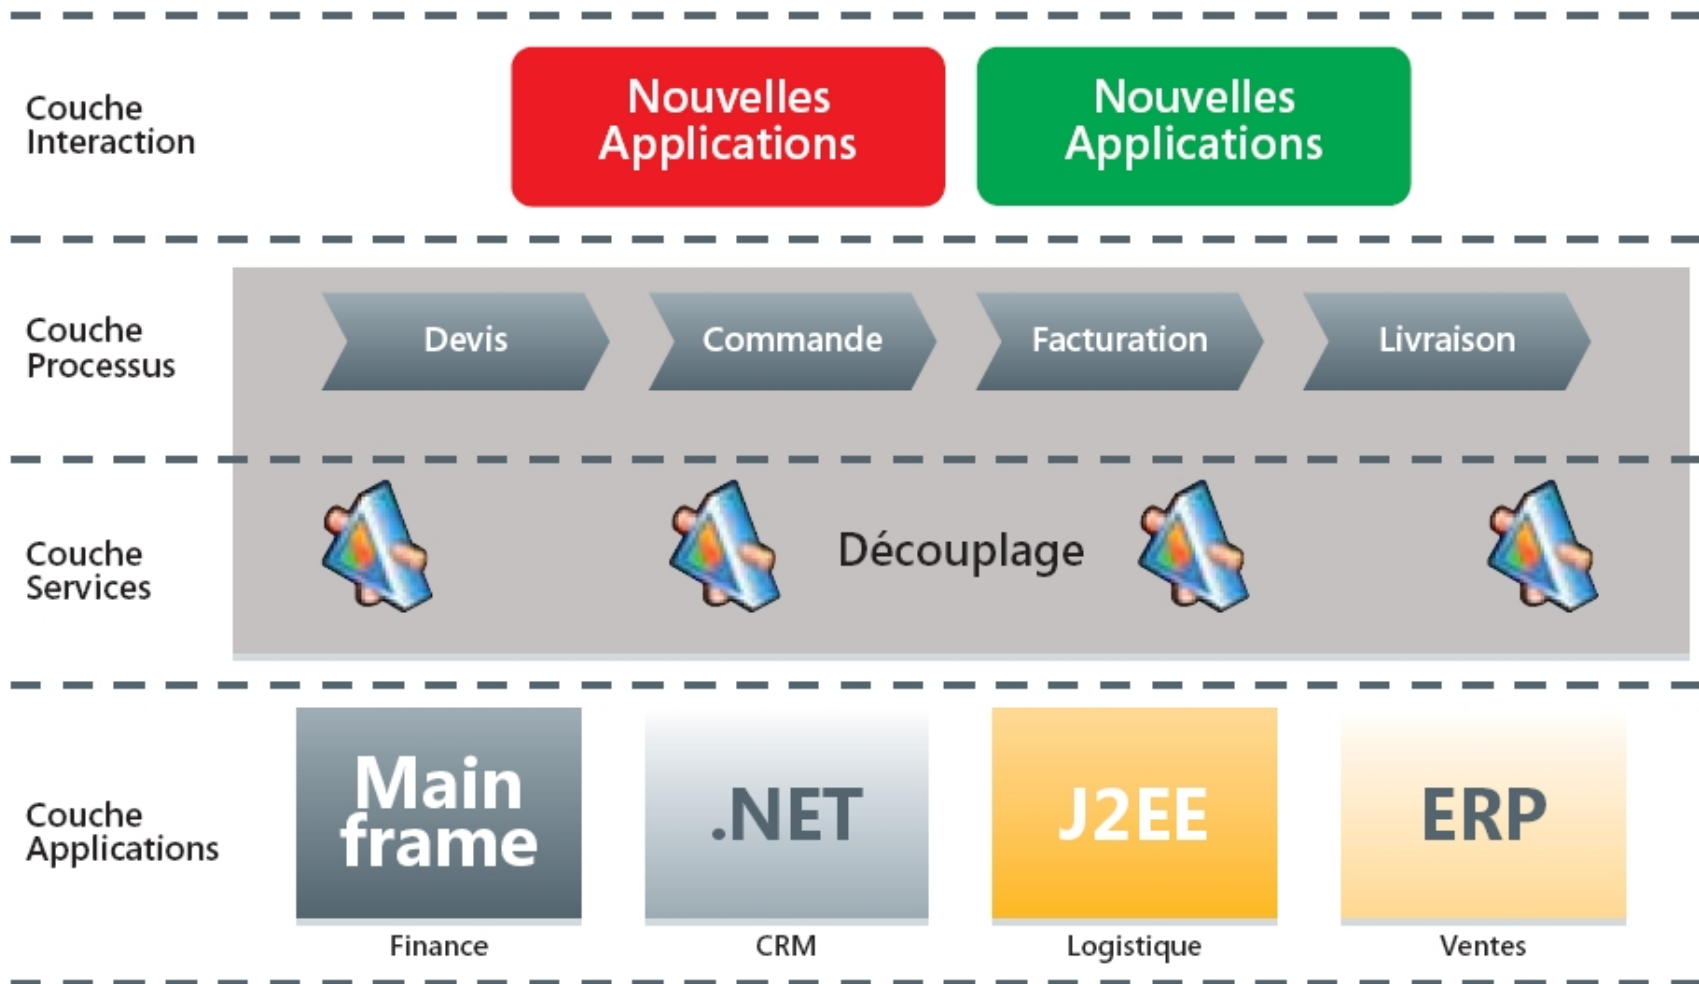 Couche
Interaction
Nouvelles
Applications
Nouvelles
Applications
Couche
Processus
Devis
Commande
Facturation
Livraison
Couche
Services
Découplage
Couche
Applications
Main
frame
.NET
J2EE
ERP
Finance
CRM
Logistique
Ventes